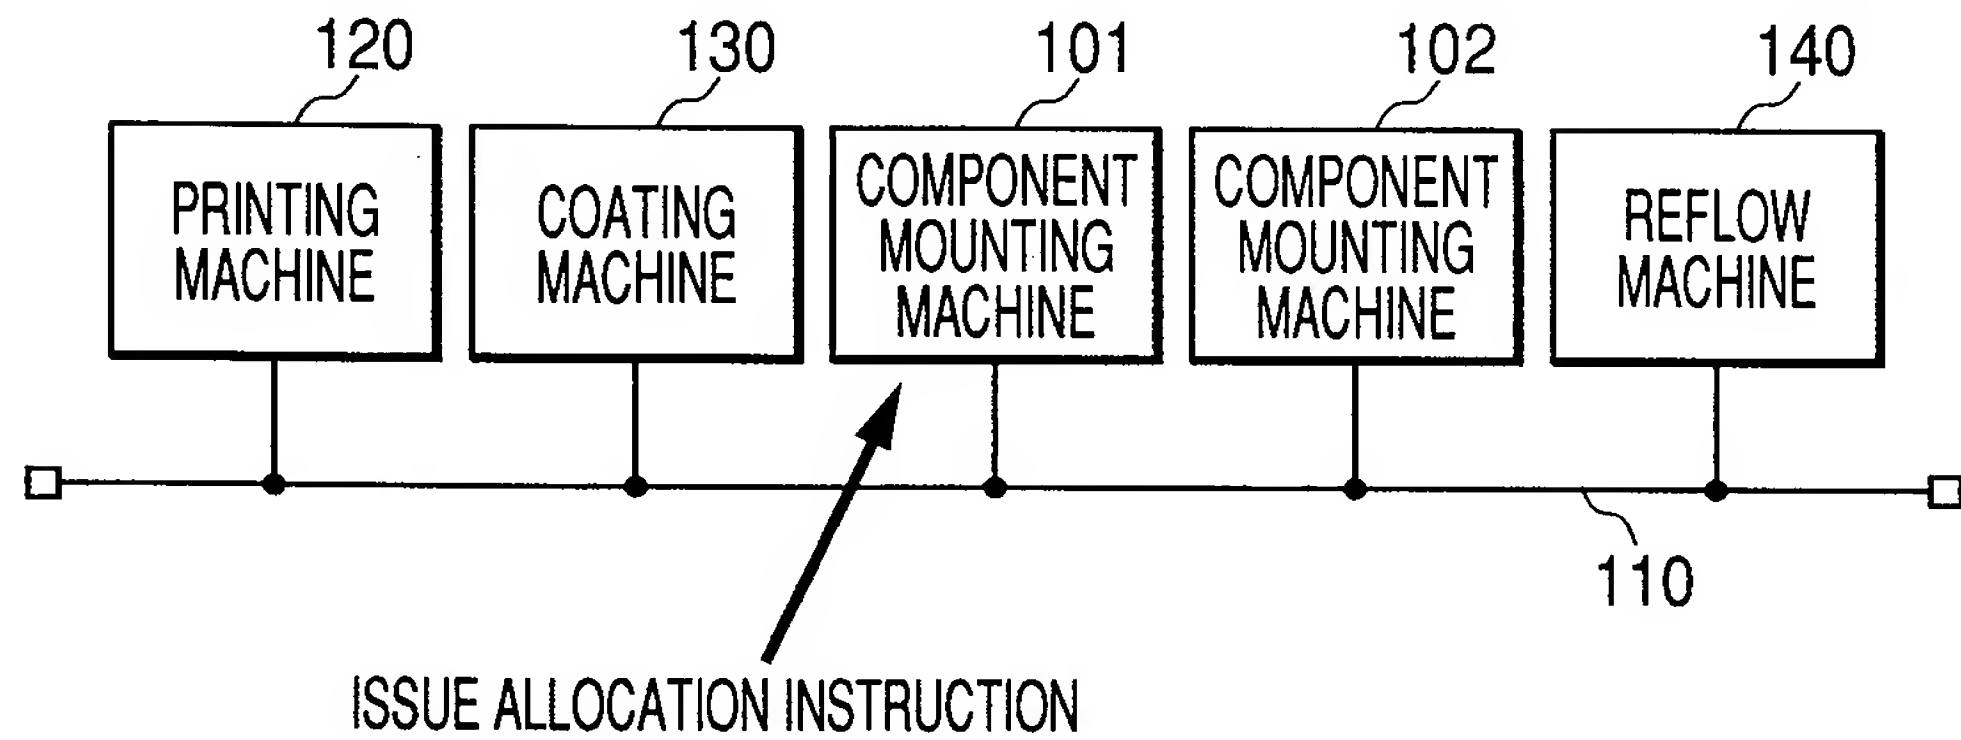 120 130 101 102 140
PRINTING
MACHINE
COATING
MACHINE
COMPONENT
MOUNTING
MACHINE
COMPONENT
MOUNTING
MACHINE
REFLOW
MACHINE
110
ISSUE ALLOCATION INSTRUCTION